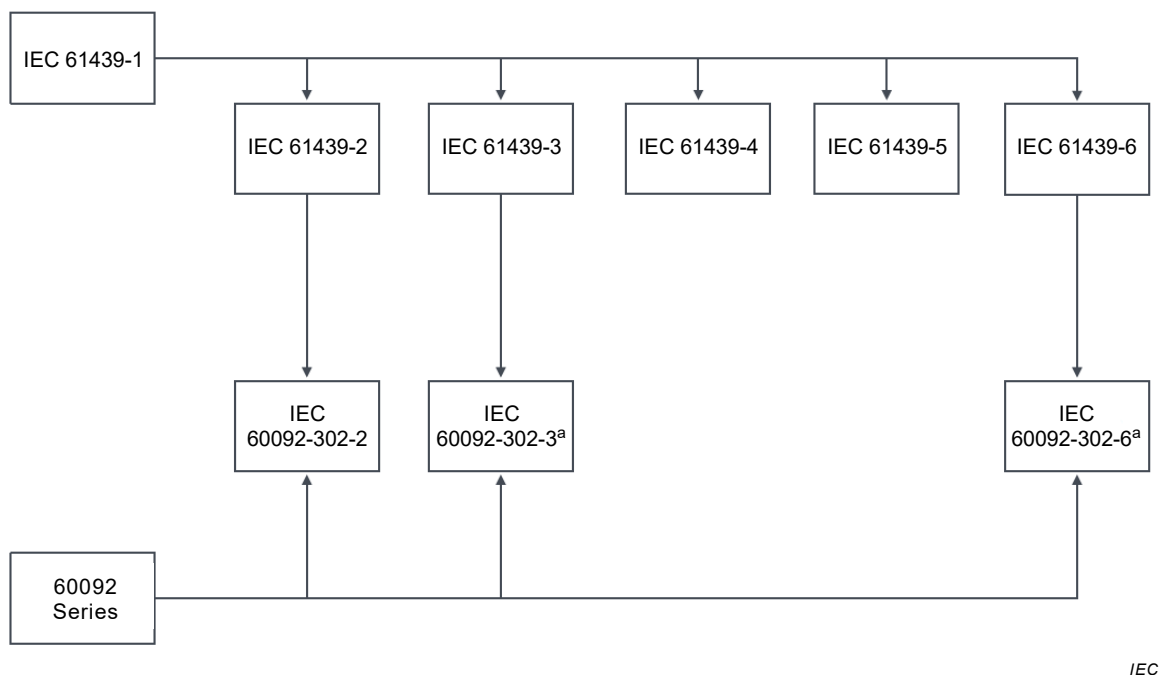 IEC 61439-1
IEC 61439-2
IEC 61439-3
IEC 61439-4
IEC 61439-5
IEC 61439-6
IEC
60092-302-2
IEC
60092-302-3ᵃ
IEC
60092-302-6ᵃ
60092
Series
IEC